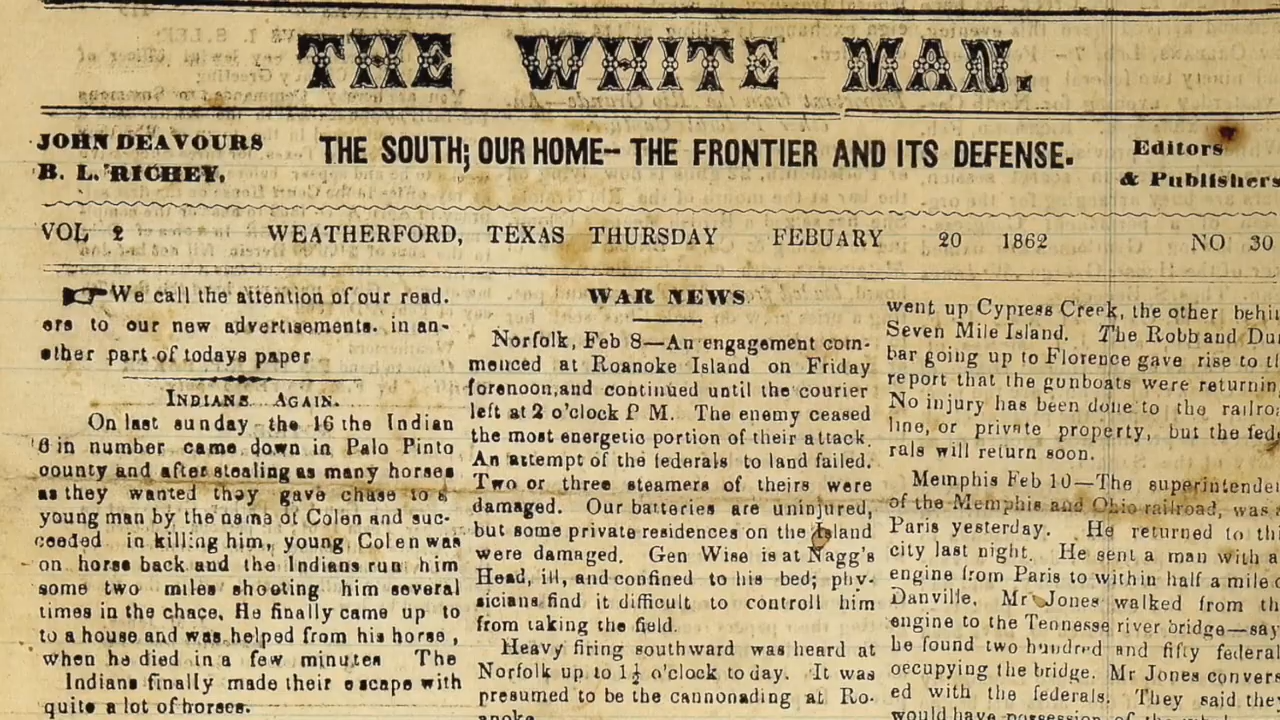 THE WHITE MAN.
JOHN DEAVOURS
B. L. RICHEY,
THE SOUTH; OUR HOME- THE FRONTIER AND ITS DEFENSE.
Editors
& Publishers
VOL 2 WEATHERFORD, TEXAS THURSDAY FEBUARY 20 1862 NO 30
We call the attention of our read.
ers to our new advertisements. in an-
other part of todays paper
INDIANS AGAIN.
On last sunday the 16 the Indian
6 in number came down in Palo Pinto
county and after stealing as many horses
as they wanted they gave chase to a
young man by the name of Colen and suc-
ceeded in killing him, young Colen was
on horse back and the Indians run him
some two miles shooting him several
times in the chace, He finally came up to
to a house and was helped from his horse,
when he died in a few minutes The
Indians finally made their escape with
quite a lot of horses.
WAR NEWS
Norfolk, Feb 8—An engagement com-
menced at Roanoke Island on Friday
forenoon,and continued until the courier
left at 2 o'clock P M. The enemy ceased
the most energetic portion of their attack.
An attempt of the federals to land failed.
Two or three steamers of theirs were
damaged. Our batteries are uninjured,
but some private residences on the Island
were damaged. Gen Wise is at Nagg's
Head, ill, and confined to his bed; phy-
sicians find it difficult to controll him
from taking the field.
Heavy firing southward was heard at
Norfolk up to 1½ o'clock to day. It was
presumed to be the cannonading at Ro-
anoke.
went up Cypress Creek, the other behi
Seven Mile Island. The Robb and Du
bar going up to Florence gave rise to t
report that the gunboats were returnin
No injury has been done to the railro
line, or private property, but the fed
rals will return soon.
Memphis Feb 10—The superintende
of the Memphis and Ohio railroad, was
Paris yesterday. He returned to th
city last night. He sent a man with a
engine from Paris to within half a mile
Danville. Mr Jones walked from th
engine to the Tennesse river bridge—say
he found two hundred and fifty federal
occupying the bridge. Mr Jones convers
ed with the federals. They said the
would have possession of the